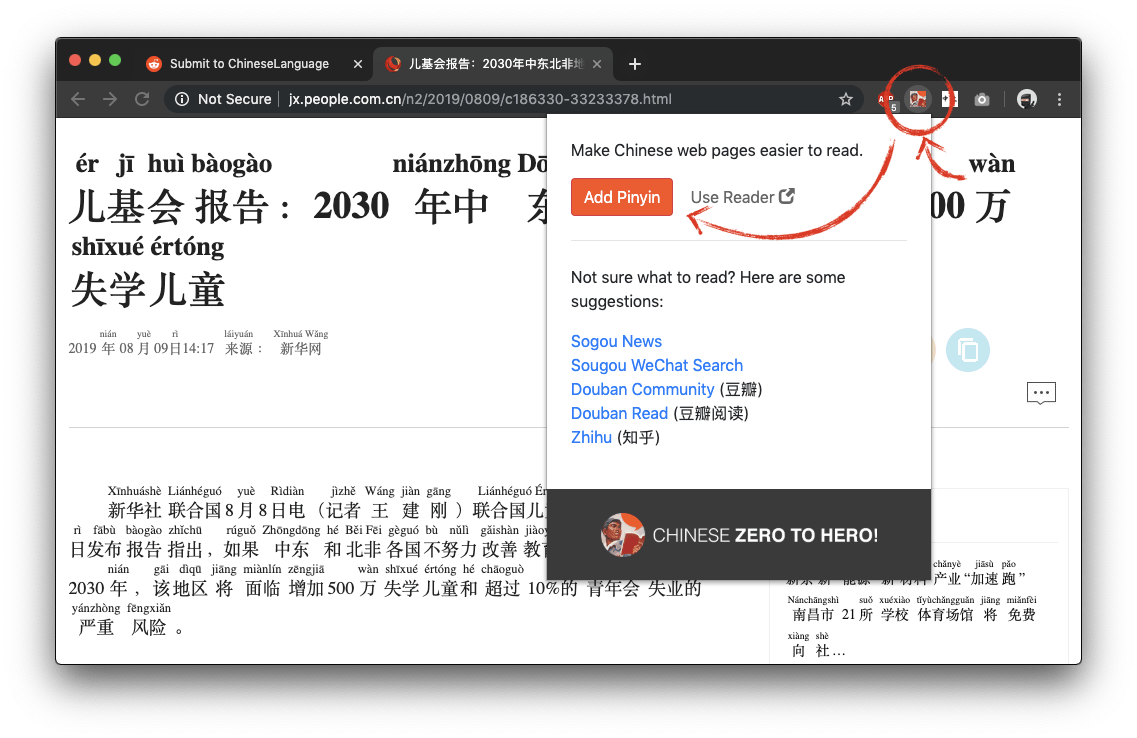 Submit to ChineseLanguage
儿基会报告：2030年中东北非地
Not Secure
jx.people.com.cn/n2/2019/0809/c186330-33233378.html
5
ér jī huì bàogào niánzhōng wàn
儿基会报告：2030 年中 00 万
shīxué értóng
失学儿童
nián yuè rì láiyuán Xīnhuá Wǎng
2019 年 08 月 09日14:17 来源： 新华网
Make Chinese web pages easier to read.
Add Pinyin
Use Reader
Not sure what to read? Here are some
suggestions:
Sogou News
Sougou WeChat Search
Douban Community (豆瓣)
Douban Read (豆瓣阅读)
Zhihu (知乎)
CHINESE ZERO TO HERO!
Xīnhuáshè Liánhéguó yuè Rìdiàn jìzhě Wáng jiàn gāng Liánhéguó
新华社 联合国 8 月 8 日电 （记者 王 建 刚 ）联合国儿
rì fābù bàogào zhǐchū rúguǒ Zhōngdōng hé Běi Fēi gèguó bù nǔlì gǎishàn
日发布 报告 指出 ，如果 中东 和 北非 各国 不努力 改善 教
nián gāi dìqū jiāng miànlín zēngjiā wàn shīxué értóng hé chāoguò
2030 年 ，该 地区 将 面临 增加 500 万 失学 儿童 和 超过 10%的 青年会 失业的
yánzhòng fēngxiǎn
严重 风险 。
chǎnyè jiāsù pǎo
产业 “加速 跑 ”
Nánchāngshì suǒ xuéxiào tǐyùchǎngguǎn jiāng miǎnfèi
南昌市 21 所 学校 体育场馆 将 免费
xiàng shè
向 社...